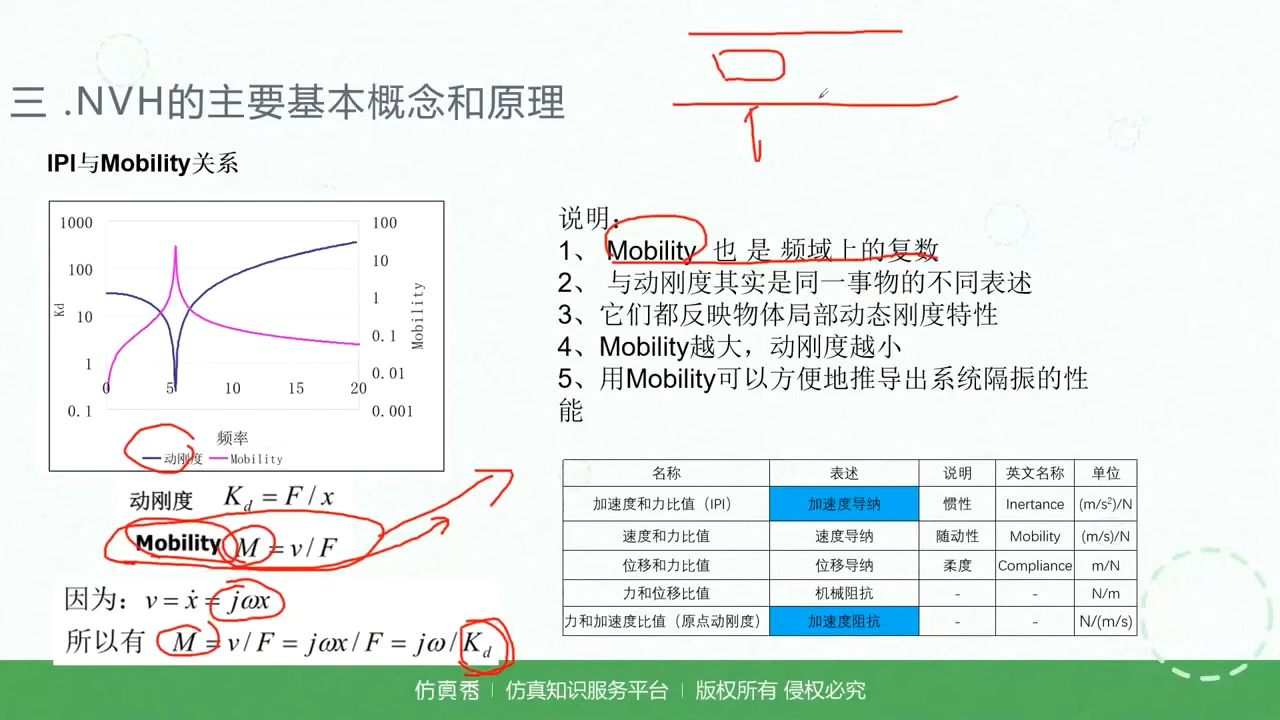 三 .NVH的主要基本概念和原理
IPI与Mobility关系
1000
100
10
1
0.1
Kd
100
10
1
0.1
0.01
0.001
Mobility
0 5 10 15 20
频率
动刚度 Mobility
动刚度 K_d = F / x
Mobility M = v / F
因为：v = ẋ = jωx
所以有 M = v / F = jωx / F = jω / K_d
说明：
1、 Mobility 也 是 频域上的复数
2、 与动刚度其实是同一事物的不同表述
3、它们都反映物体局部动态刚度特性
4、Mobility越大，动刚度越小
5、用Mobility可以方便地推导出系统隔振的性
能
名称 表述 说明 英文名称 单位
加速度和力比值（IPI） 加速度导纳 惯性 Inertance (m/s²)/N
速度和力比值 速度导纳 随动性 Mobility (m/s)/N
位移和力比值 位移导纳 柔度 Compliance m/N
力和位移比值 机械阻抗 - - N/m
力和加速度比值（原点动刚度） 加速度阻抗 - - N/(m/s)
仿真秀 | 仿真知识服务平台 | 版权所有 侵权必究